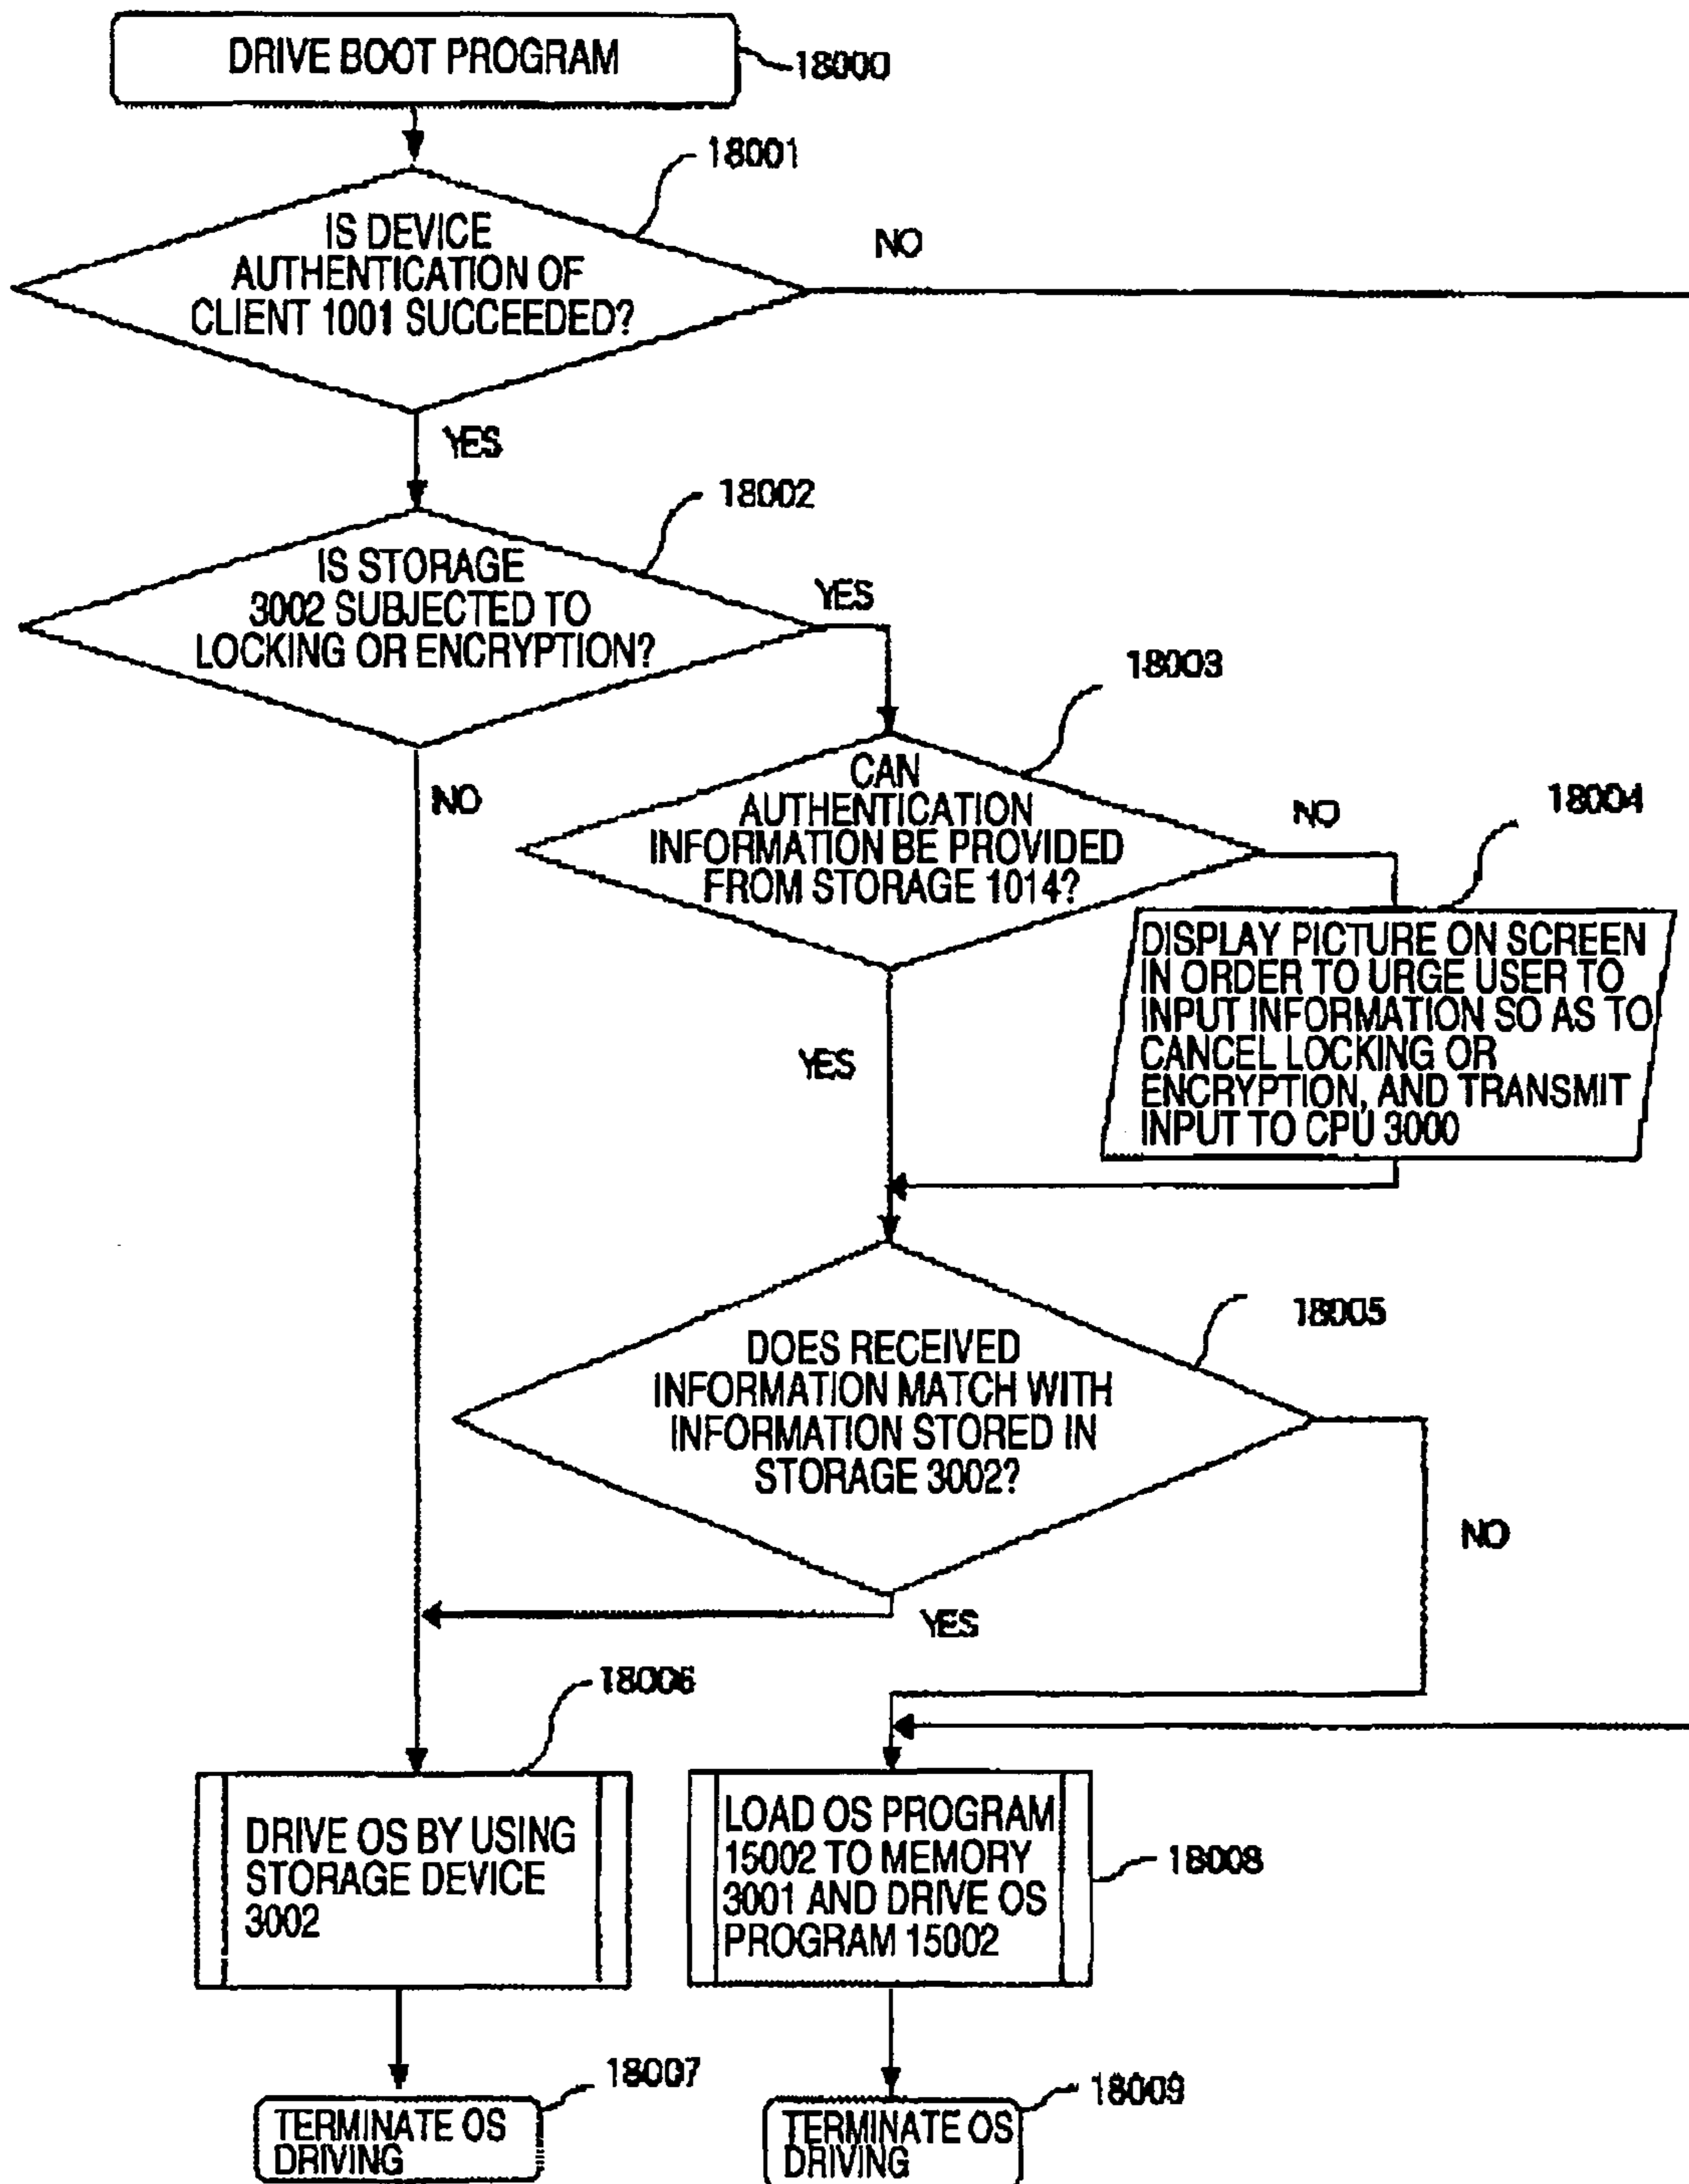 DRIVE BOOT PROGRAM
18000
18001
IS DEVICE
AUTHENTICATION OF
CLIENT 1001 SUCCEEDED?
NO
YES
18002
IS STORAGE
3002 SUBJECTED TO
LOCKING OR ENCRYPTION?
YES
18003
NO
CAN
AUTHENTICATION
INFORMATION BE PROVIDED
FROM STORAGE 1014?
NO
18004
DISPLAY PICTURE ON SCREEN
IN ORDER TO URGE USER TO
INPUT INFORMATION SO AS TO
CANCEL LOCKING OR
ENCRYPTION, AND TRANSMIT
INPUT TO CPU 3000
YES
18005
DOES RECEIVED
INFORMATION MATCH WITH
INFORMATION STORED IN
STORAGE 3002?
NO
YES
18006
DRIVE OS BY USING
STORAGE DEVICE
3002
LOAD OS PROGRAM
15002 TO MEMORY
3001 AND DRIVE OS
PROGRAM 15002
18008
18007
TERMINATE OS
DRIVING
18009
TERMINATE OS
DRIVING